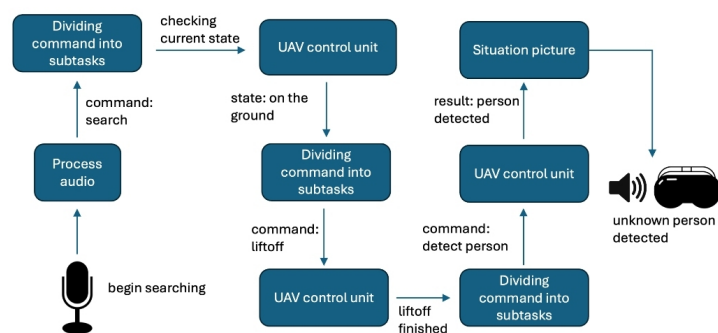 begin searching
Process
audio
command:
search
Dividing
command into
subtasks
checking
current state
UAV control unit
state: on the
ground
Dividing
command into
subtasks
command:
liftoff
UAV control unit
liftoff
finished
Dividing
command into
subtasks
command:
detect person
UAV control unit
result: person
detected
Situation picture
unknown person
detected